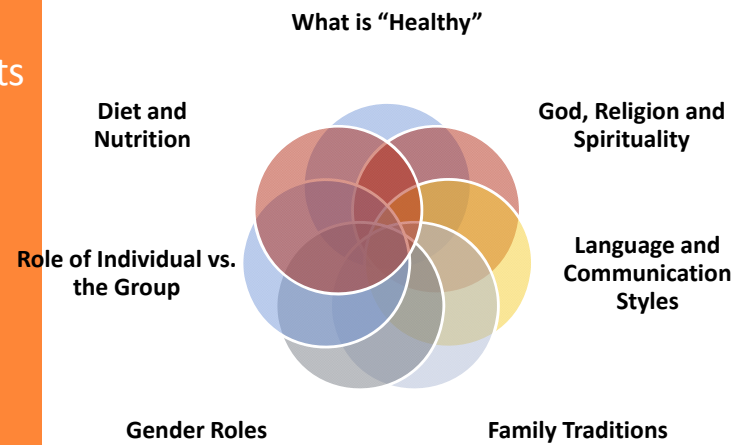 What is “Healthy”
Diet and
Nutrition
God, Religion and
Spirituality
Role of Individual vs.
the Group
Language and
Communication
Styles
Gender Roles
Family Traditions